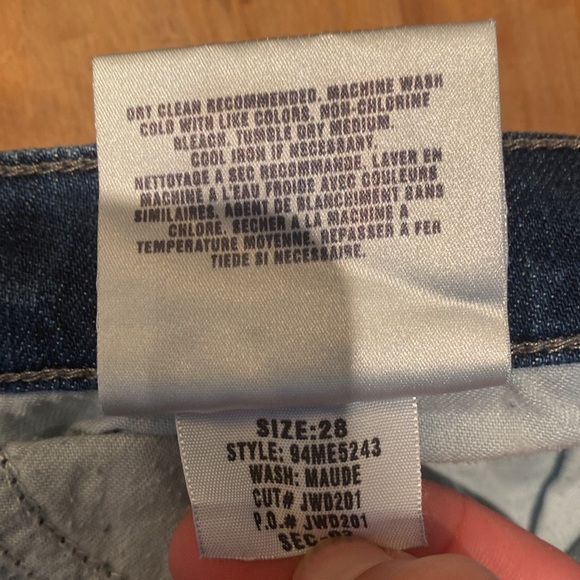 DRY CLEAN RECOMMENDED. MACHINE WASH
COLD WITH LIKE COLORS, NON-CHLORINE
BLEACH, TUMBLE DRY MEDIUM.
COOL IRON IF NECESSARY.
NETTOYAGE A SEC RECOMMANDE, LAVER EN
MACHINE A L'EAU FROIDE AVEC COULEURS
SIMILAIRES, AGENT DE BLANCHIMENT SANS
CHLORE. SECHER A LA MACHINE A
TEMPERATURE MOYENNE. REPASSER A FER
TIEDE SI NECESSAIRE.
SIZE:28
STYLE: 94ME5243
WASH: MAUDE
CUT# JWD201
P.O.# JWD201